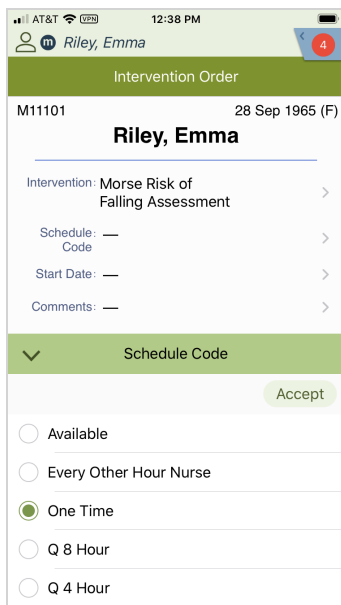 AT&T VPN 12:38 PM
m Riley, Emma
4
Intervention Order
M11101 28 Sep 1965 (F)
Riley, Emma
Intervention: Morse Risk of
Falling Assessment
Schedule: —
Code
Start Date: —
Comments: —
Schedule Code
Accept
Available
Every Other Hour Nurse
One Time
Q 8 Hour
Q 4 Hour